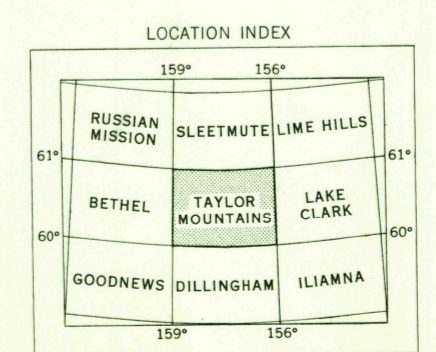 LOCATION INDEX
159° 156°
RUSSIAN MISSION SLEETMUTE LIME HILLS
61° 61°
BETHEL TAYLOR MOUNTAINS LAKE CLARK
60° 60°
GOODNEWS DILLINGHAM ILIAMNA
159° 156°